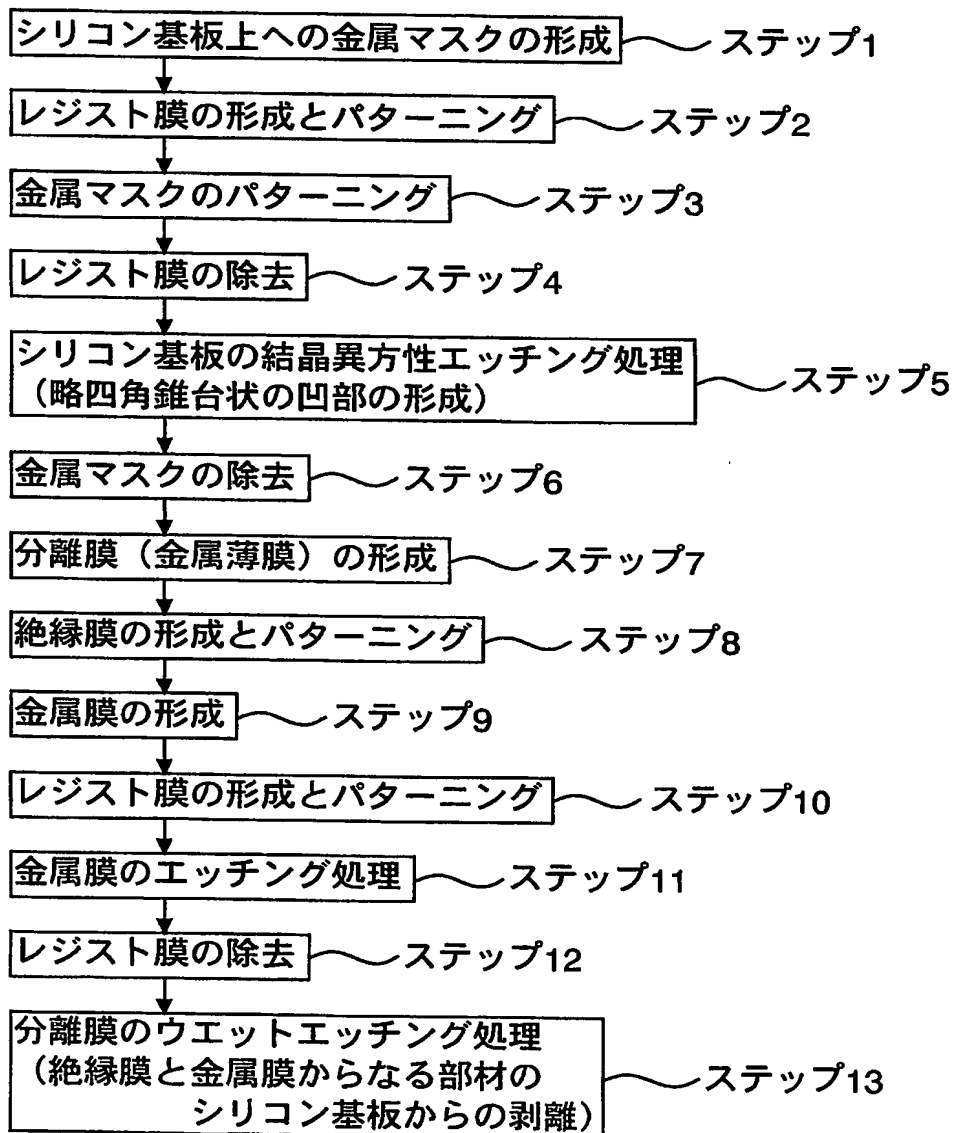 シリコン基板上への金属マスクの形成 ステップ1
レジスト膜の形成とパターニング ステップ2
金属マスクのパターニング ステップ3
レジスト膜の除去 ステップ4
シリコン基板の結晶異方性エッチング処理
（略四角錐台状の凹部の形成） ステップ5
金属マスクの除去 ステップ6
分離膜（金属薄膜）の形成 ステップ7
絶縁膜の形成とパターニング ステップ8
金属膜の形成 ステップ9
レジスト膜の形成とパターニング ステップ10
金属膜のエッチング処理 ステップ11
レジスト膜の除去 ステップ12
分離膜のウエットエッチング処理
（絶縁膜と金属膜からなる部材の ステップ13
シリコン基板からの剥離）